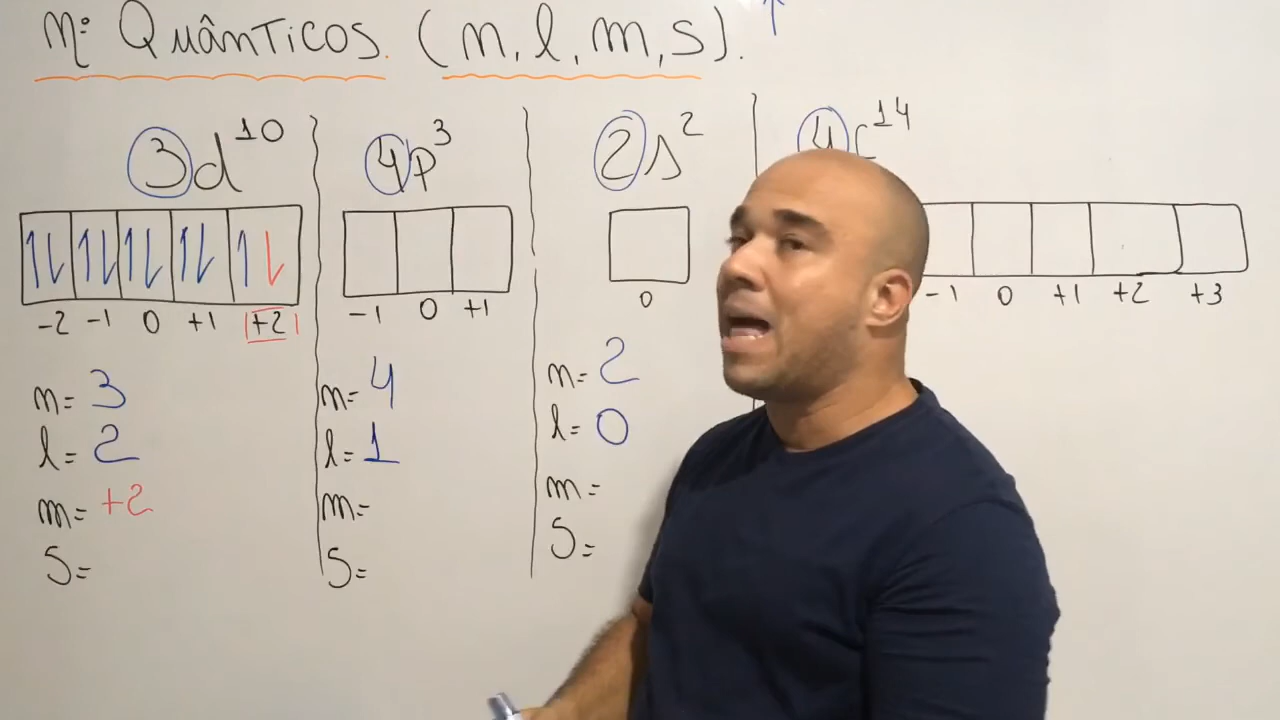 Nº Quânticos. (n, l, m, s). ↑
3d¹⁰
4p³
2s²
4f¹⁴
↑↓ ↑↓ ↑↓ ↑↓ ↑↓
-2 -1 0 +1 +2
-1 0 +1
0
-1 0 +1 +2 +3
n= 3
l= 2
m= +2
S=
n= 4
l= 1
m=
S=
n= 2
l= 0
m=
S=